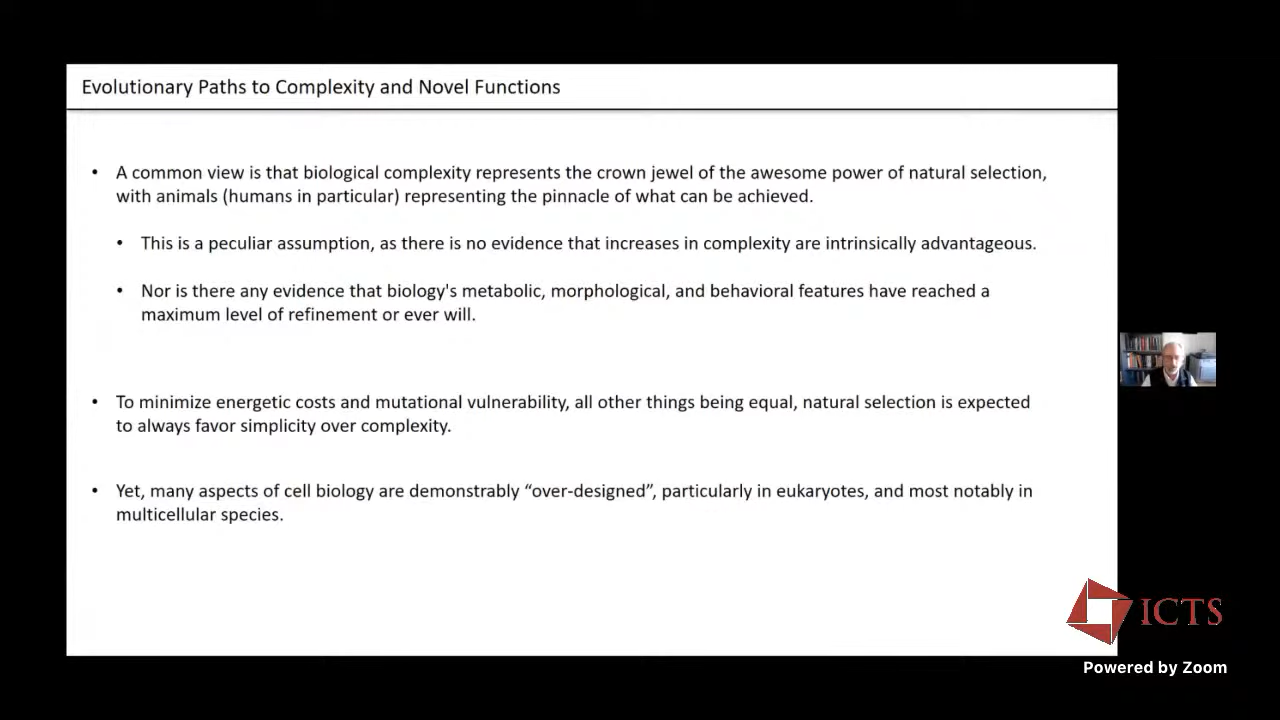 Evolutionary Paths to Complexity and Novel Functions
• A common view is that biological complexity represents the crown jewel of the awesome power of natural selection,
with animals (humans in particular) representing the pinnacle of what can be achieved.
• This is a peculiar assumption, as there is no evidence that increases in complexity are intrinsically advantageous.
• Nor is there any evidence that biology's metabolic, morphological, and behavioral features have reached a
maximum level of refinement or ever will.
• To minimize energetic costs and mutational vulnerability, all other things being equal, natural selection is expected
to always favor simplicity over complexity.
• Yet, many aspects of cell biology are demonstrably “over-designed”, particularly in eukaryotes, and most notably in
multicellular species.
ICTS
Powered by Zoom